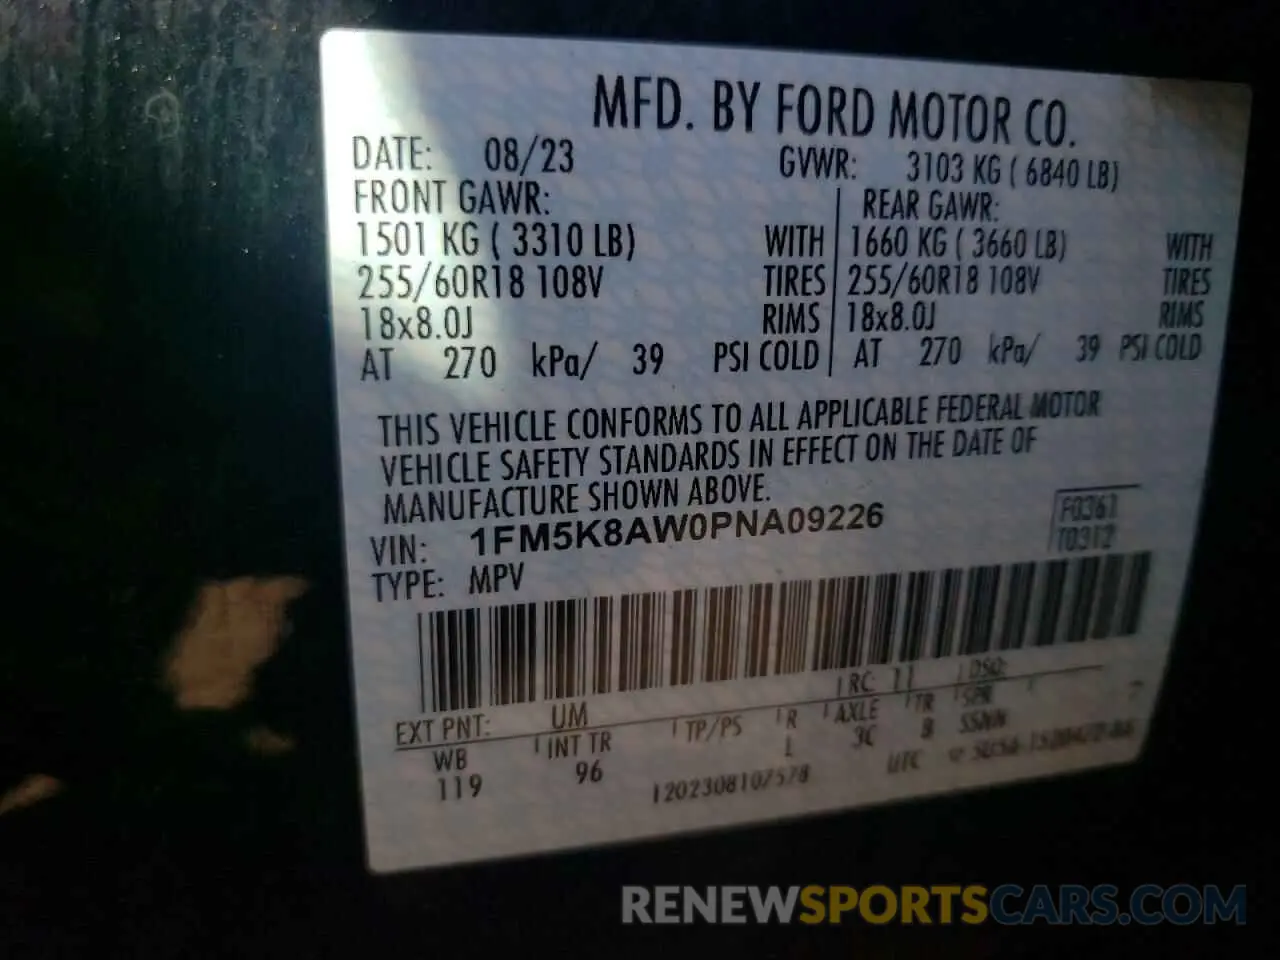 MFD. BY FORD MOTOR CO.
DATE: 08/23 GVWR: 3103 KG ( 6840 LB)
FRONT GAWR: REAR GAWR:
1501 KG ( 3310 LB) WITH 1660 KG ( 3660 LB) WITH
255/60R18 108V TIRES 255/60R18 108V TIRES
18x8.0J RIMS 18x8.0J RIMS
AT 270 kPa/ 39 PSI COLD AT 270 kPa/ 39 PSI COLD
THIS VEHICLE CONFORMS TO ALL APPLICABLE FEDERAL MOTOR
VEHICLE SAFETY STANDARDS IN EFFECT ON THE DATE OF
MANUFACTURE SHOWN ABOVE.
VIN: 1FM5K8AW0PNA09226 F0361
TYPE: MPV T0312
EXT PNT: UM RC: 11 DSO:
WB INT TR TP/PS R AXLE TR SPR
119 96 L 3C B
1202308107578 UTC
RENEWSPORTSCARS.COM